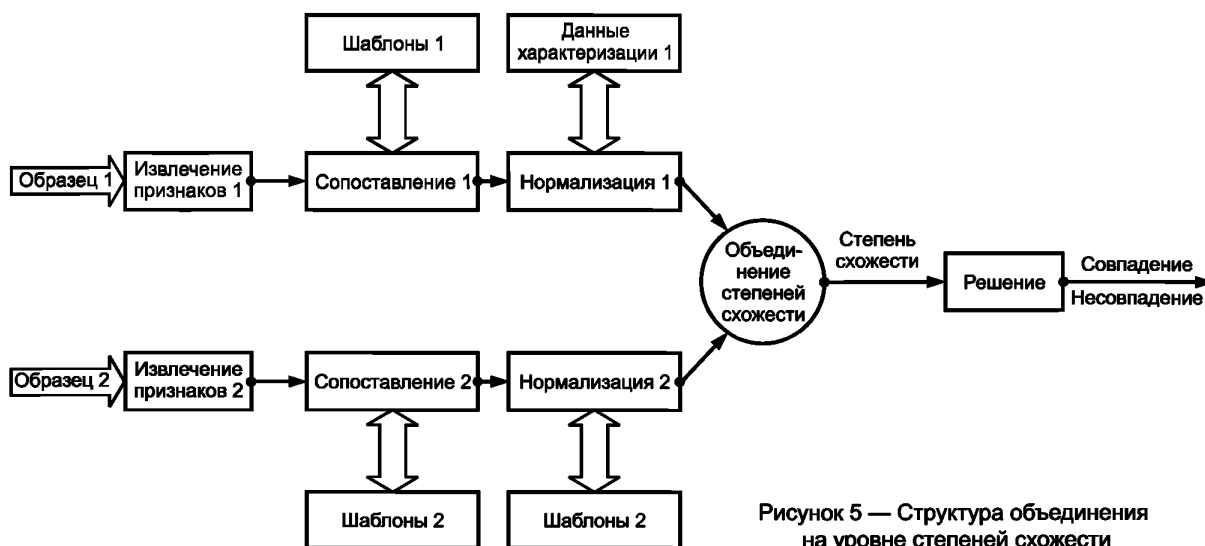 Шаблоны 1
Данные
характеризации 1
Образец 1
Извлечение
признаков 1
Сопоставление 1
Нормализация 1
Объеди-
нение
степеней
схожести
Степень
схожести
Решение
Совпадение
Несовпадение
Образец 2
Извлечение
признаков 2
Сопоставление 2
Нормализация 2
Шаблоны 2
Шаблоны 2
Рисунок 5 — Структура объединения
на уровне степеней схожести